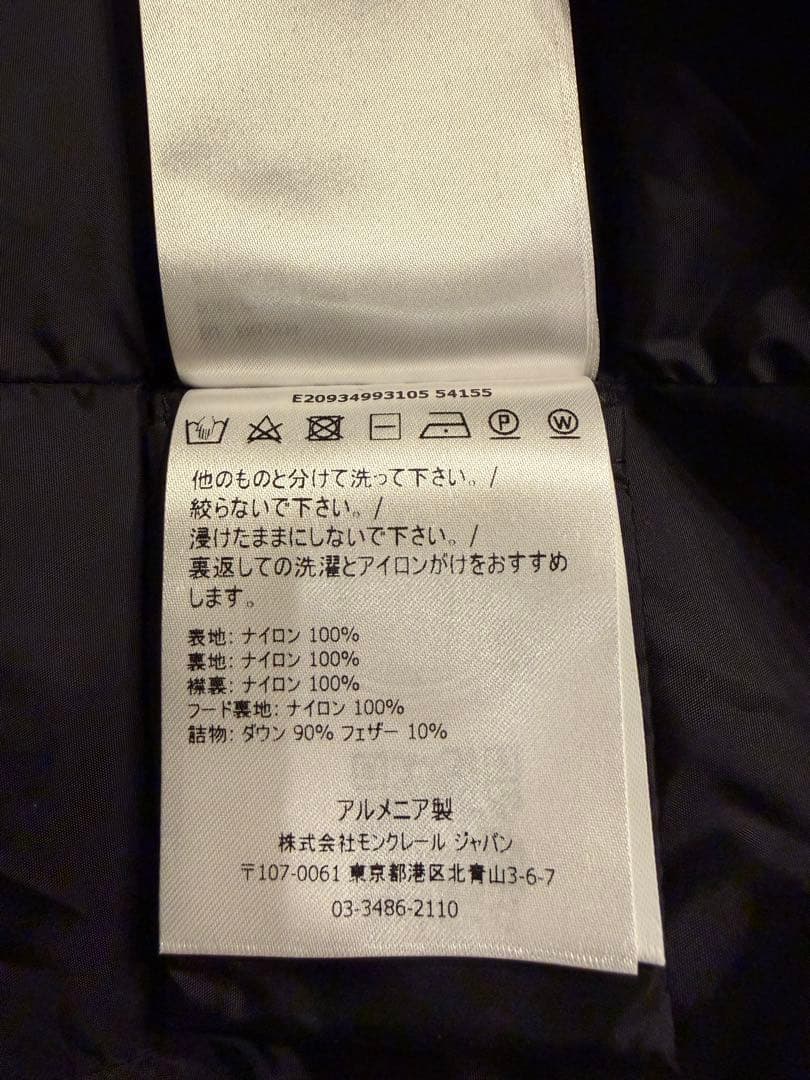 E20934993105 54155
P W
他のものと分けて洗って下さい。/
絞らないで下さい。/
浸けたままにしないで下さい。/
裏返しての洗濯とアイロンがけをおすすめ
します。
表地: ナイロン 100%
裏地: ナイロン 100%
襟裏: ナイロン 100%
フード裏地: ナイロン 100%
詰物: ダウン 90% フェザー 10%
アルメニア製
株式会社モンクレール ジャパン
〒107-0061 東京都港区北青山3-6-7
03-3486-2110